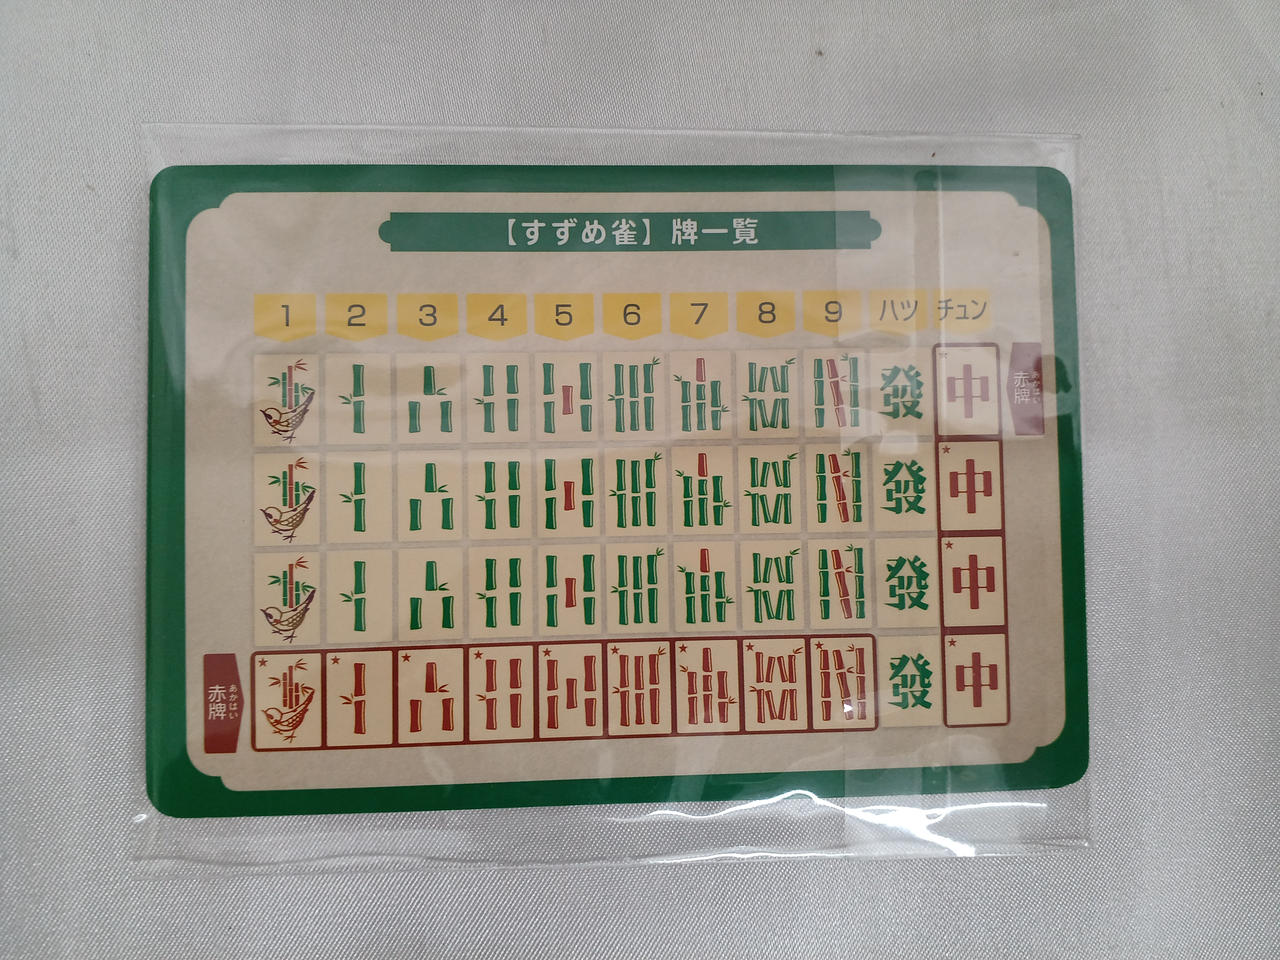 【すずめ雀】牌一覧
1 2 3 4 5 6 7 8 9 ハツ チュン
發 中 赤牌 あかはい
發 中
發 中
赤牌 あかはい 發 中